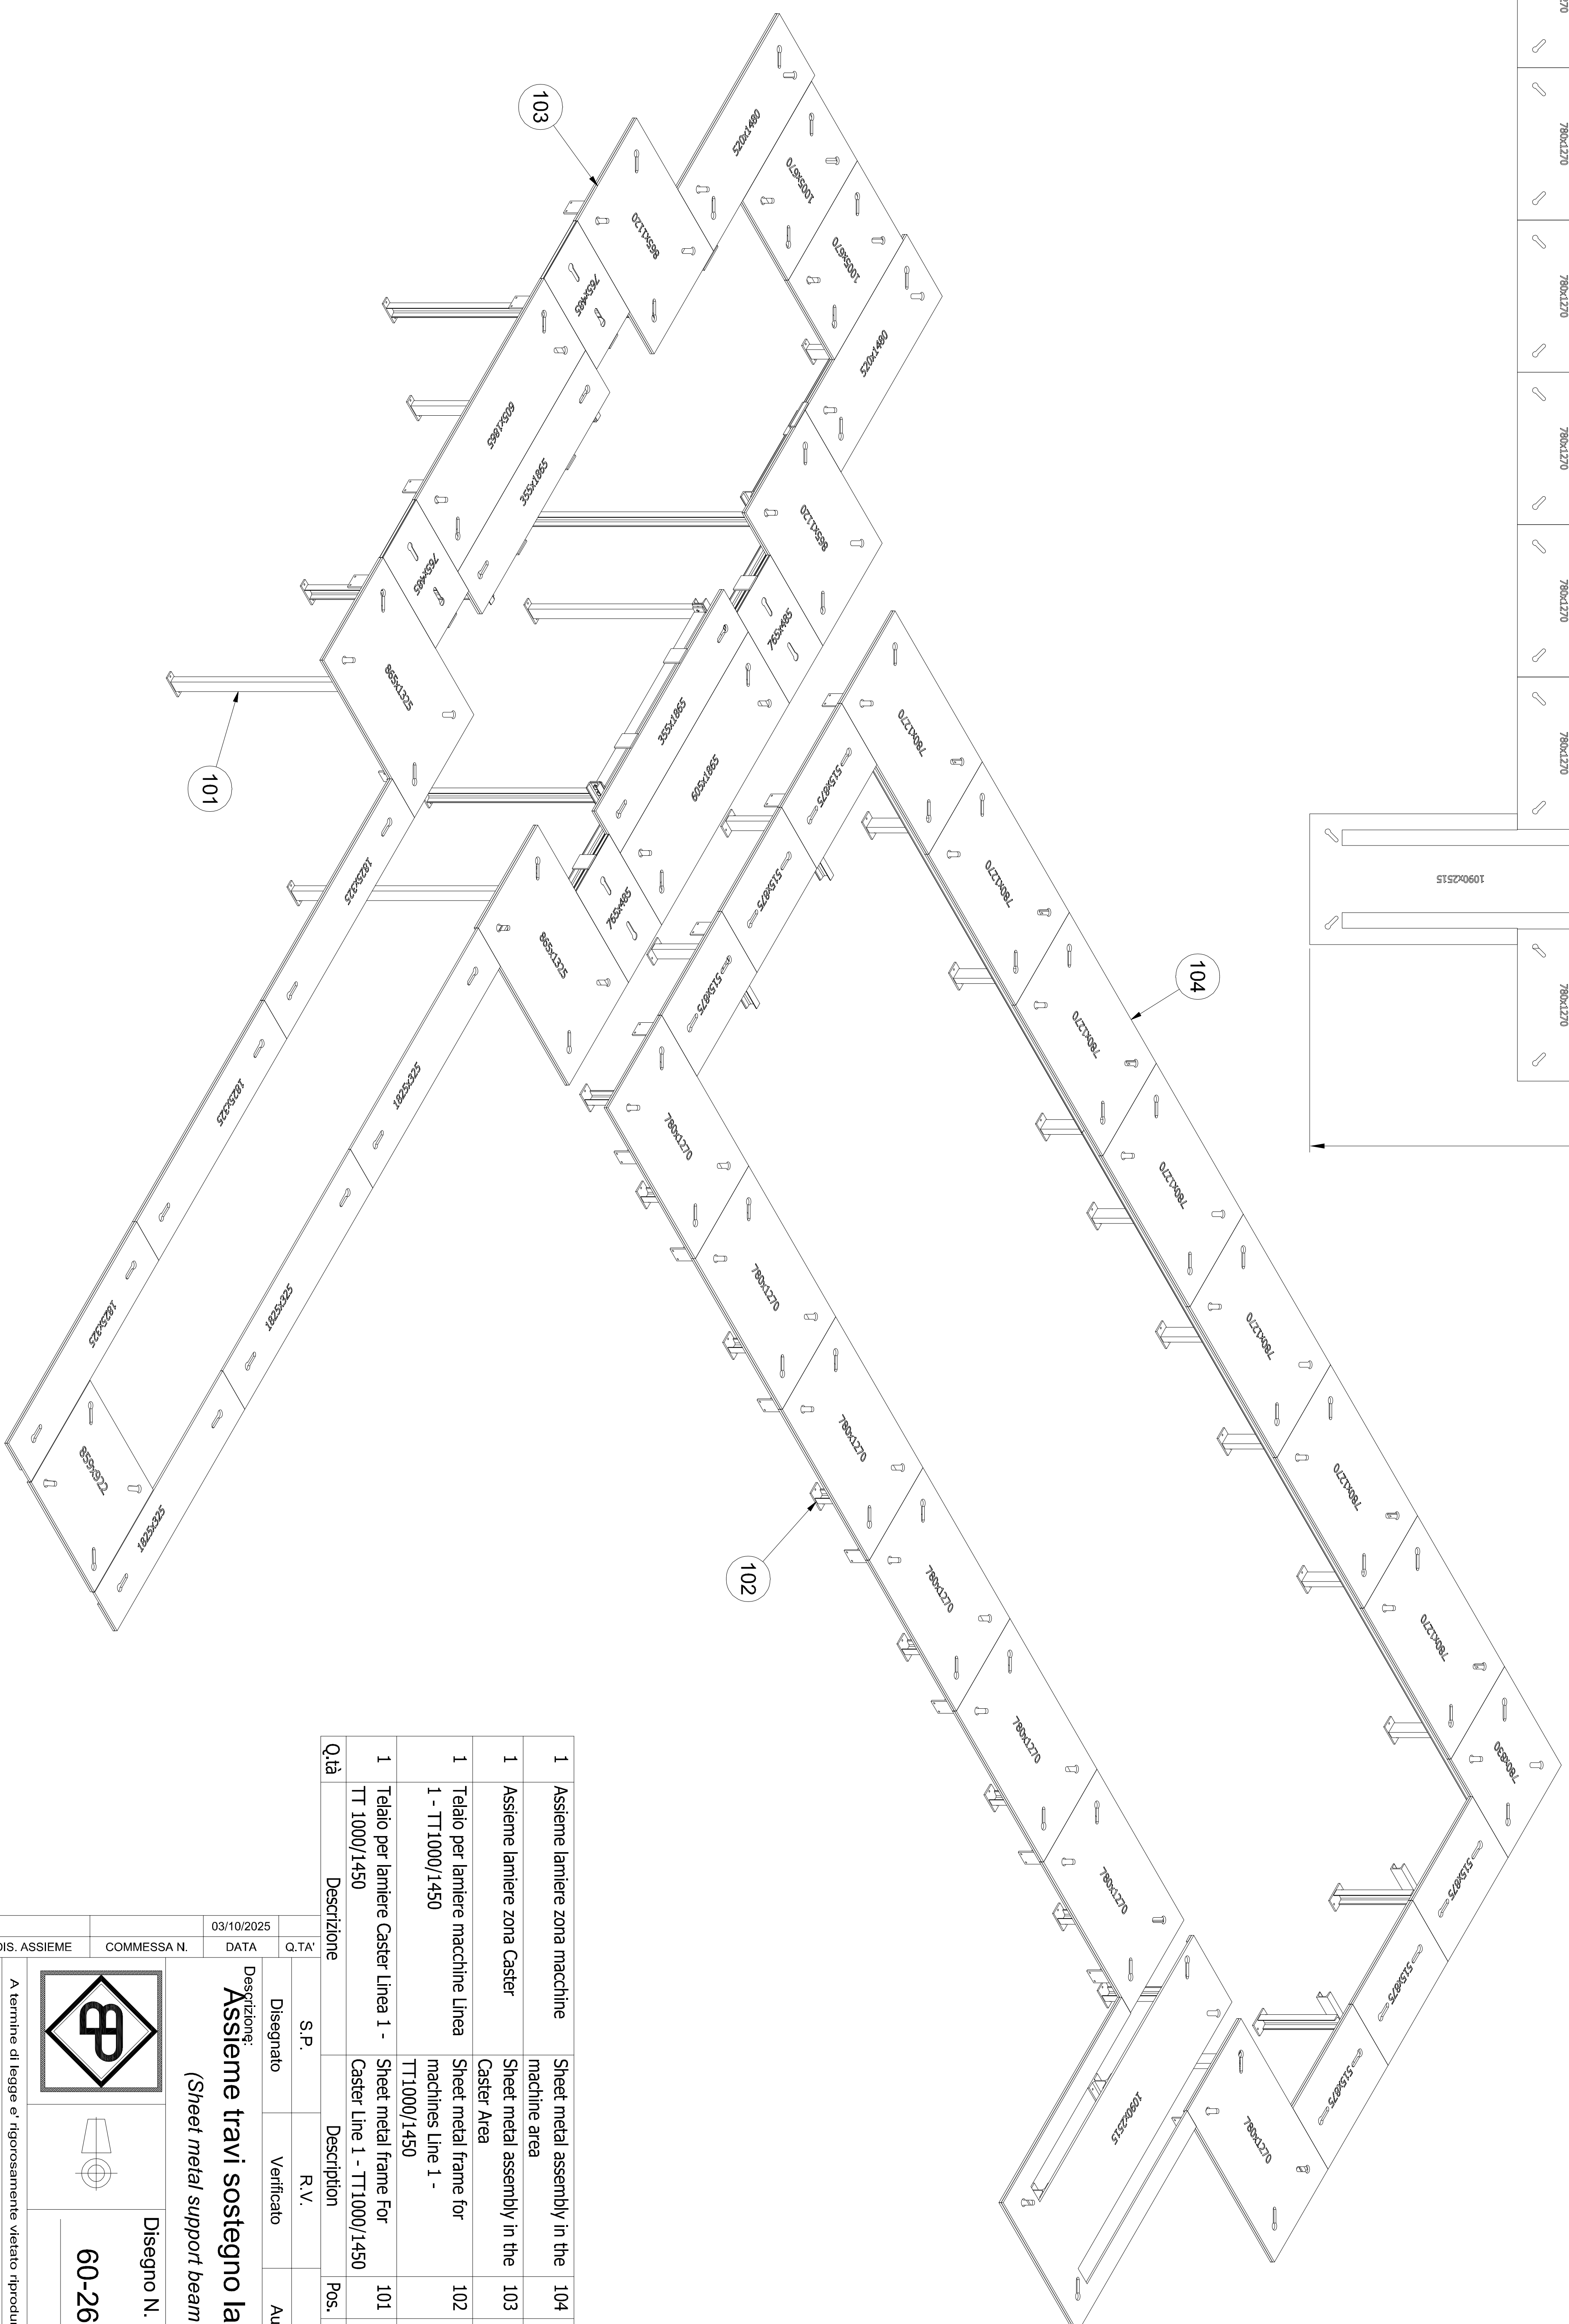 780x1270
780x1270
780x1270
780x1270
780x1270
1090x2515
780x1270
103
520x1480
1005x670
1005x670
520x1480
865x1120
765x485
605x1865
355x1865
765x485
865x1325
101
865x1120
765x485
355x1865
605x1865
765x485
865x1325
1825x325
1825x325
1825x325
859x922
1825x325
1825x325
1825x325
104
780x1270
780x1270
780x1270
780x1270
780x1270
780x1270
780x1270
780x830
515x875
515x875
515x875
515x875
515x875
515x875
780x1270
780x1270
780x1270
780x1270
780x1270
780x1270
780x1270
1090x2515
102
1 Assieme lamiere zona macchine Sheet metal assembly in the machine area 104
1 Assieme lamiere zona Caster Sheet metal assembly in the Caster Area 103
1 Telaio per lamiere macchine Linea 1 - TT1000/1450 Sheet metal frame for machines Line 1 - TT1000/1450 102
1 Telaio per lamiere Caster Linea 1 - TT 1000/1450 Sheet metal frame For Caster Line 1 - TT1000/1450 101
Q.tà Descrizione Description Pos.
S.P. R.V.
Disegnato Verificato
03/10/2025
Q.TA' DATA COMMESSA N. DIS. ASSIEME
Descrizione:
Assieme travi sostegno
(Sheet metal support beam
BP
Disegno N.
60-26
A termine di legge e' rigorosamente vietato